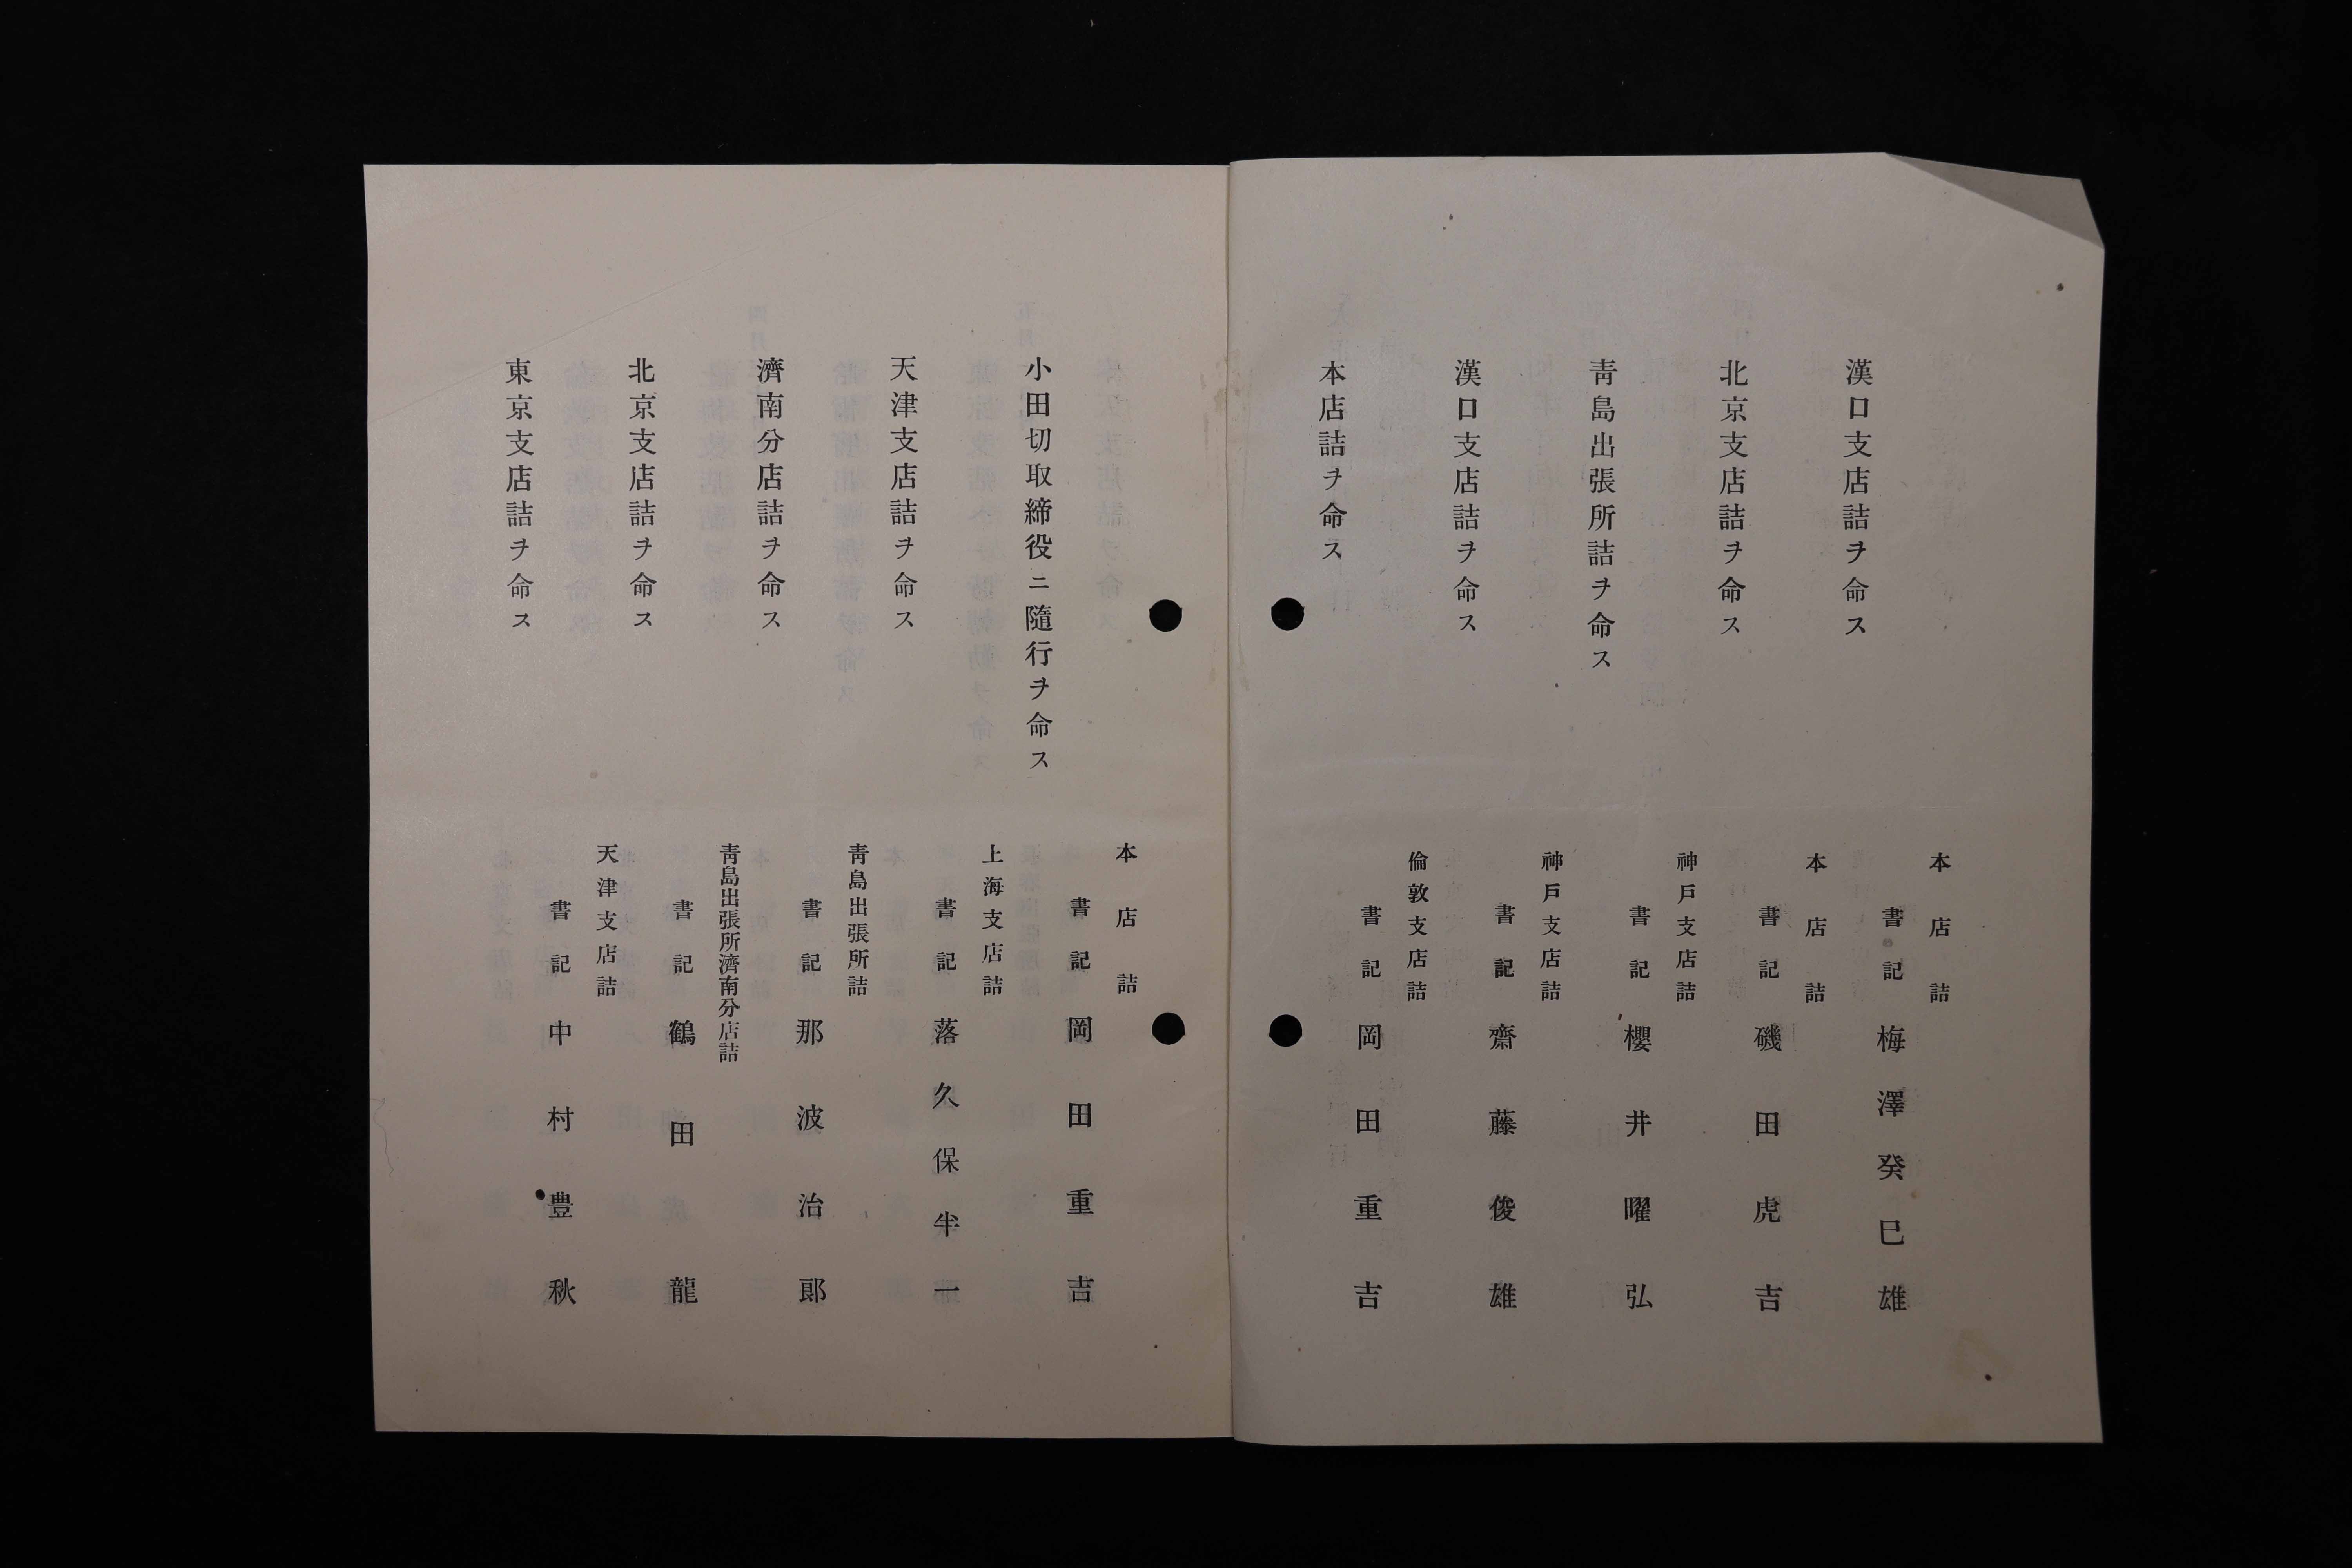 本店詰
書記 梅澤癸巳雄
漢口支店詰ヲ命ス
本店詰
書記 磯田虎吉
北京支店詰ヲ命ス
神戸支店詰
書記 櫻井曜弘
靑島出張所詰ヲ命ス
神戸支店詰
書記 齋藤俊雄
漢口支店詰ヲ命ス
倫敦支店詰
書記 岡田重吉
本店詰ヲ命ス
本店詰
書記 岡田重吉
小田切取締役ニ隨行ヲ命ス
上海支店詰
書記 落久保半一
天津支店詰ヲ命ス
靑島出張所詰
書記 那波治郞
濟南分店詰ヲ命ス
靑島出張所濟南分店詰
書記 鶴田龍
北京支店詰ヲ命ス
天津支店詰
書記 中村豊秋
東京支店詰ヲ命ス